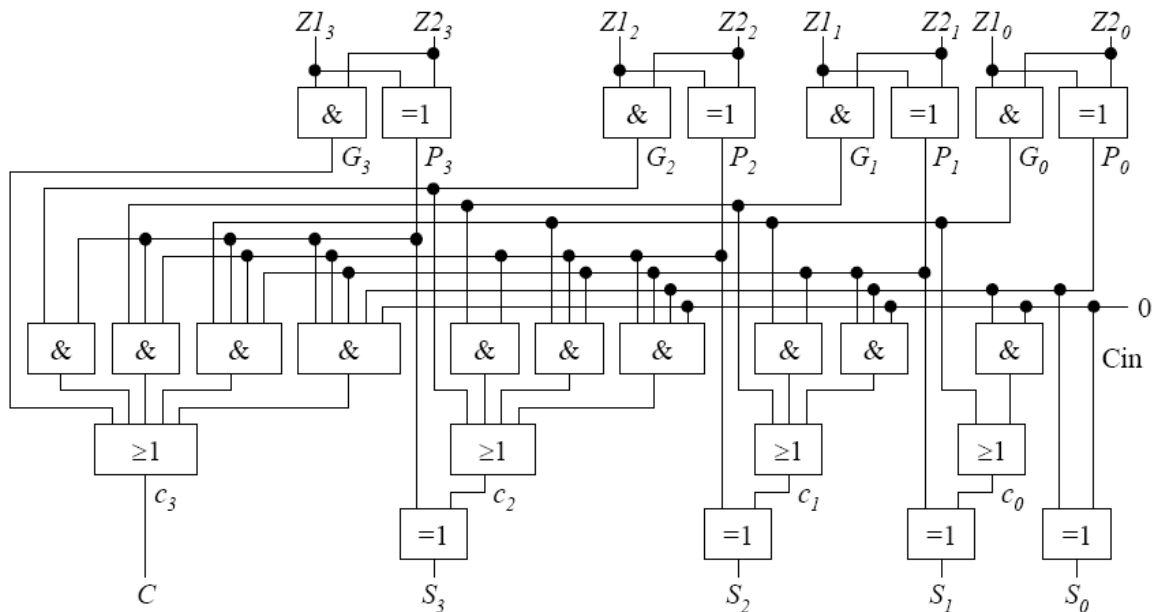 Z1₃ Z2₃ Z1₂ Z2₂ Z1₁ Z2₁ Z1₀ Z2₀
& =1 & =1 & =1 & =1
G₃ P₃ G₂ P₂ G₁ P₁ G₀ P₀
0
& & & & & & & & & & Cin
≥1 ≥1 ≥1 ≥1
c₃ c₂ c₁ c₀
=1 =1 =1 =1
C S₃ S₂ S₁ S₀